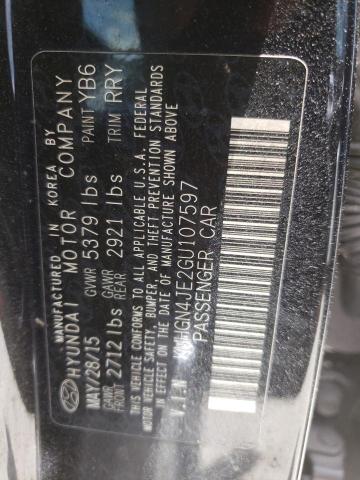 MANUFACTURED IN KOREA BY
HYUNDAI MOTOR COMPANY
MAY/28/15 GVWR 5379 lbs PAINT YB6
GAWR FRONT 2712 lbs GAWR REAR 2921 lbs TRIM RRY
THIS VEHICLE CONFORMS TO ALL APPLICABLE U.S.A. FEDERAL
MOTOR VEHICLE SAFETY, BUMPER, AND THEFT PREVENTION STANDARDS
IN EFFECT ON THE DATE OF MANUFACTURE SHOWN ABOVE.
V.I.N KMHGN4JE2GU107597
PASSENGER CAR